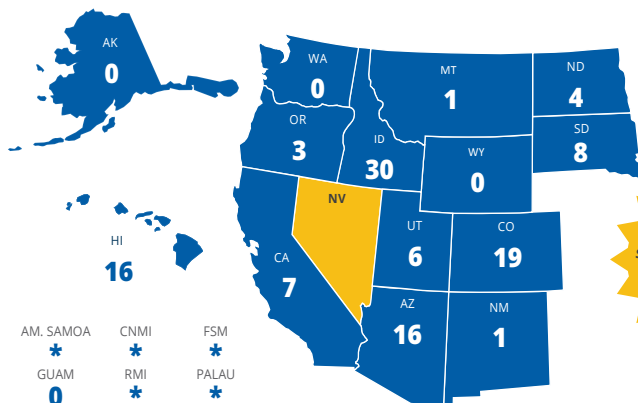 AK
0
WA
0
MT
1
ND
4
OR
3
ID
30
SD
8
WY
0
NV
HI
16
CA
7
UT
6
CO
19
AZ
16
NM
1
AM. SAMOA CNMI FSM
* * *
GUAM RMI PALAU
0 * *